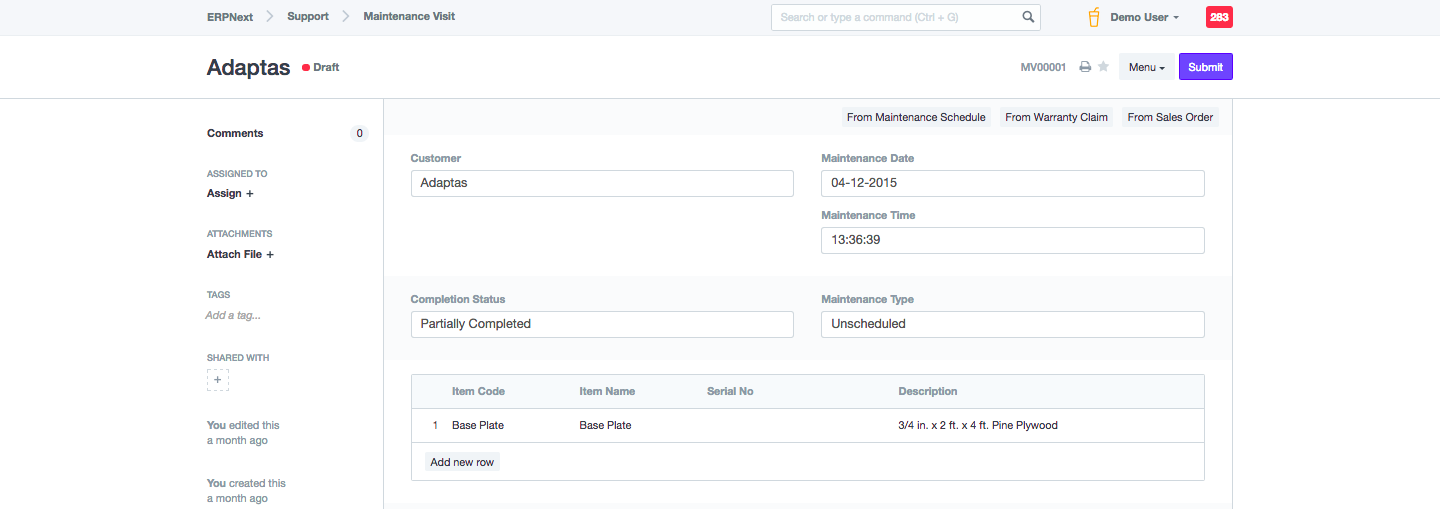 ERPNext Support Maintenance Visit Search or type a command (Ctrl + G) Demo User 283
Adaptas Draft MV00001 Menu Submit
Comments 0
ASSIGNED TO
Assign +
ATTACHMENTS
Attach File +
TAGS
Add a tag...
SHARED WITH
+
You edited this
a month ago
You created this
a month ago
From Maintenance Schedule From Warranty Claim From Sales Order
Customer
Adaptas
Maintenance Date
04-12-2015
Maintenance Time
13:36:39
Completion Status
Partially Completed
Maintenance Type
Unscheduled
Item Code Item Name Serial No Description
1 Base Plate Base Plate 3/4 in. x 2 ft. x 4 ft. Pine Plywood
Add new row